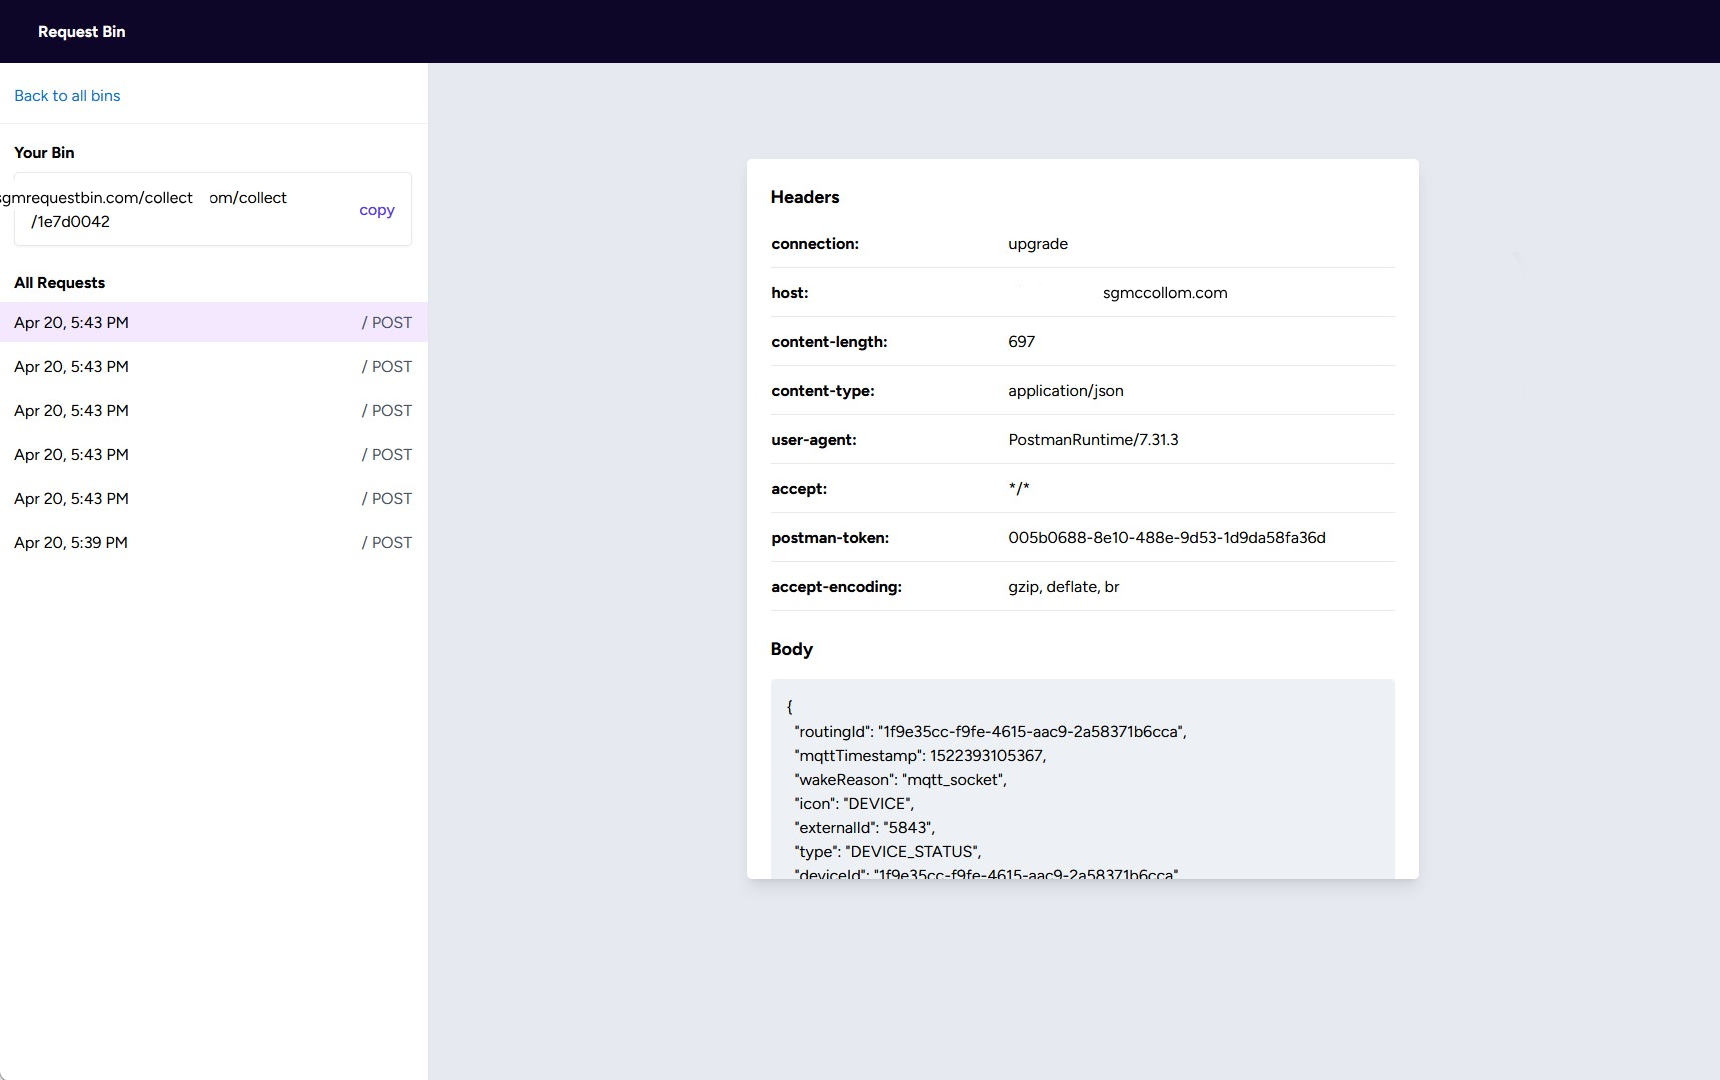 Request Bin
Back to all bins
Your Bin
sgmrequestbin.com/collect om/collect
/1e7d0042
copy
All Requests
Apr 20, 5:43 PM / POST
Apr 20, 5:43 PM / POST
Apr 20, 5:43 PM / POST
Apr 20, 5:43 PM / POST
Apr 20, 5:43 PM / POST
Apr 20, 5:39 PM / POST
Headers
connection: upgrade
host: sgmccollom.com
content-length: 697
content-type: application/json
user-agent: PostmanRuntime/7.31.3
accept: */*
postman-token: 005b0688-8e10-488e-9d53-1d9da58fa36d
accept-encoding: gzip, deflate, br
Body
{
"routingId": "1f9e35cc-f9fe-4615-aac9-2a58371b6cca",
"mqttTimestamp": 1522393105367,
"wakeReason": "mqtt_socket",
"icon": "DEVICE",
"externalId": "5843",
"type": "DEVICE_STATUS",
"deviceId": "1f9e35cc-f9fe-4615-aac9-2a58371b6cca"